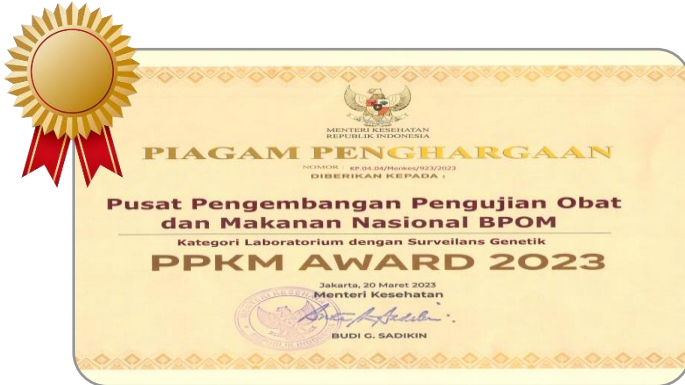 MENTERI KESEHATAN
REPUBLIK INDONESIA
PIAGAM PENGHARGAAN
NOMOR : KP.04.04/Menkes/923/2023
DIBERIKAN KEPADA :
Pusat Pengembangan Pengujian Obat
dan Makanan Nasional BPOM
Kategori Laboratorium dengan Surveilans Genetik
PPKM AWARD 2023
Jakarta, 20 Maret 2023
Menteri Kesehatan
BUDI G. SADIKIN